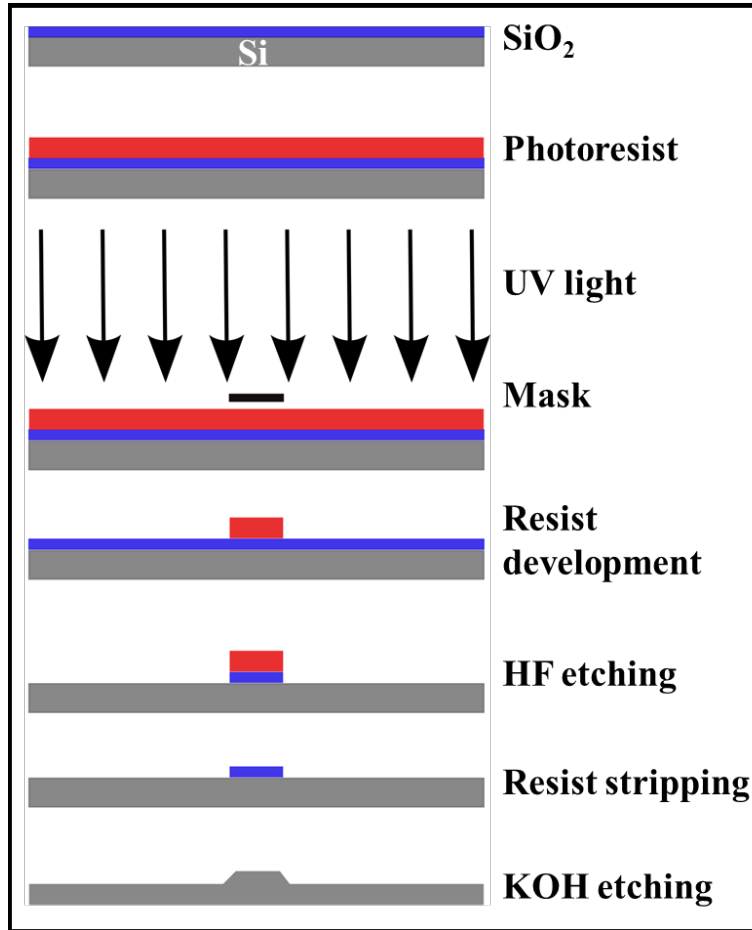 SiO₂
Si
Photoresist
UV light
Mask
Resist
development
HF etching
Resist stripping
KOH etching